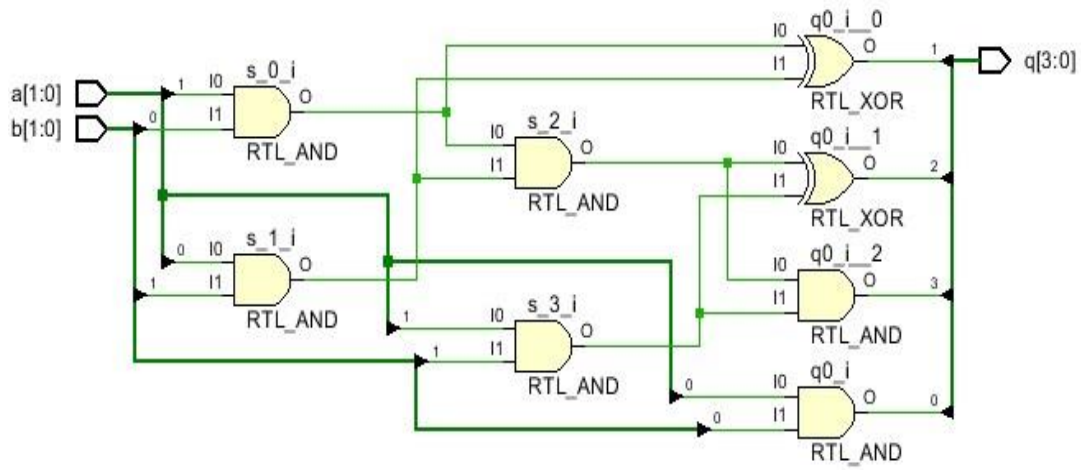 q0_i__0
I0
O
1
I1
RTL_XOR
q[3:0]
a[1:0]
1
s_0_i
I0
O
b[1:0]
0
I1
RTL_AND
s_2_i
I0
O
I1
RTL_AND
q0_i__1
I0
O
2
I1
RTL_XOR
s_1_i
0
I0
O
1
I1
RTL_AND
q0_i__2
I0
O
3
I1
RTL_AND
s_3_i
1
I0
O
1
I1
RTL_AND
q0_i
0
I0
O
0
0
I1
RTL_AND